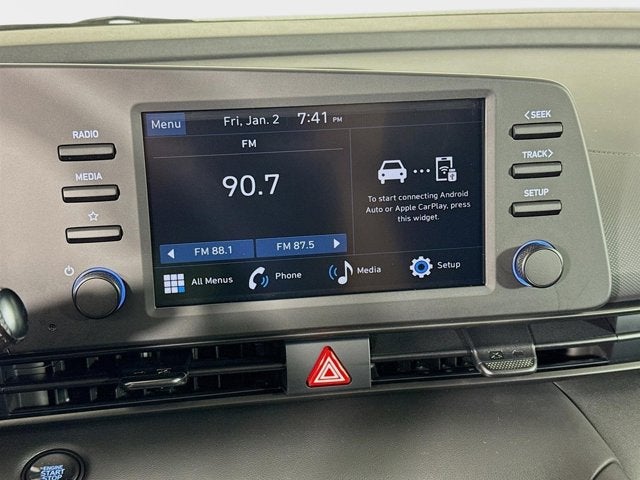 Menu
Fri, Jan. 2 7:41 PM
FM
90.7
FM 88.1
FM 87.5
To start connecting Android
Auto or Apple CarPlay, press
this widget.
All Menus
Phone
Media
Setup
RADIO
MEDIA
< SEEK
TRACK >
SETUP
ENGINE
START
STOP